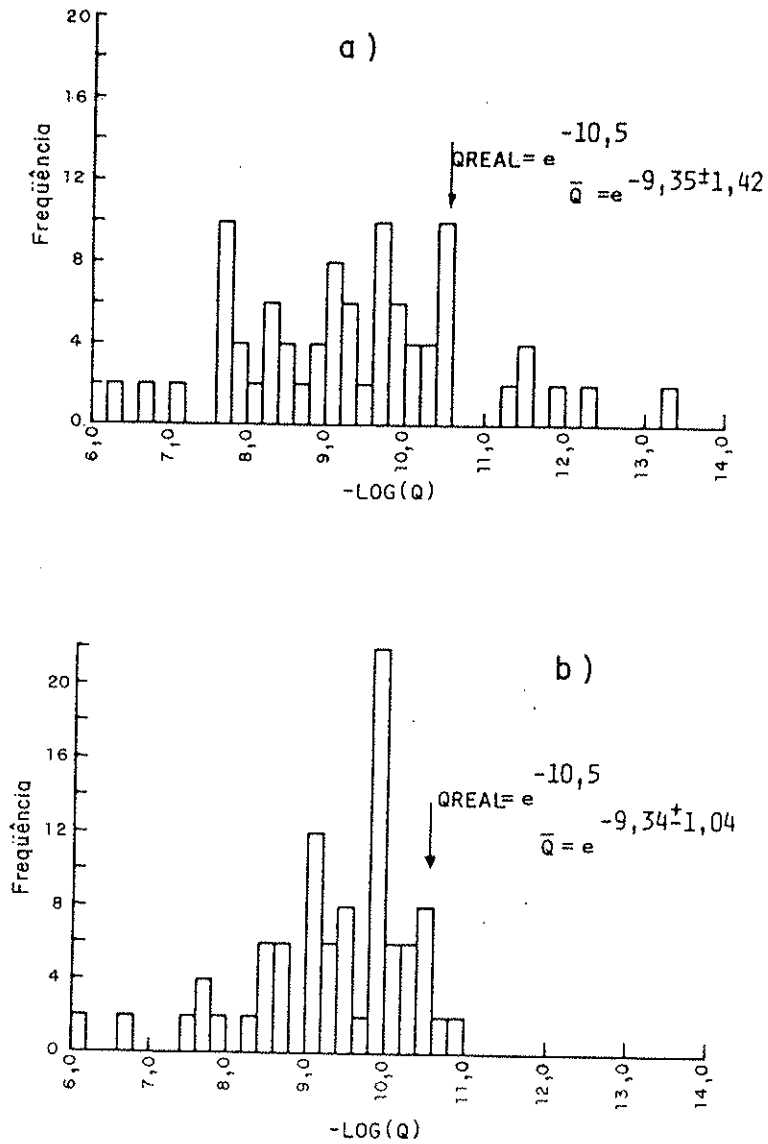 a )
20
16
12
8
4
0
Freqüência
QREAL= e -10,5
Q̄ = e -9,35±1,42
6,0 7,0 8,0 9,0 10,0 11,0 12,0 13,0 14,0
-LOG(Q)
b )
20
16
12
8
4
0
Freqüência
QREAL= e -10,5
Q̄ = e -9,34±1,04
6,0 7,0 8,0 9,0 10,0 11,0 12,0 13,0 14,0
-LOG(Q)